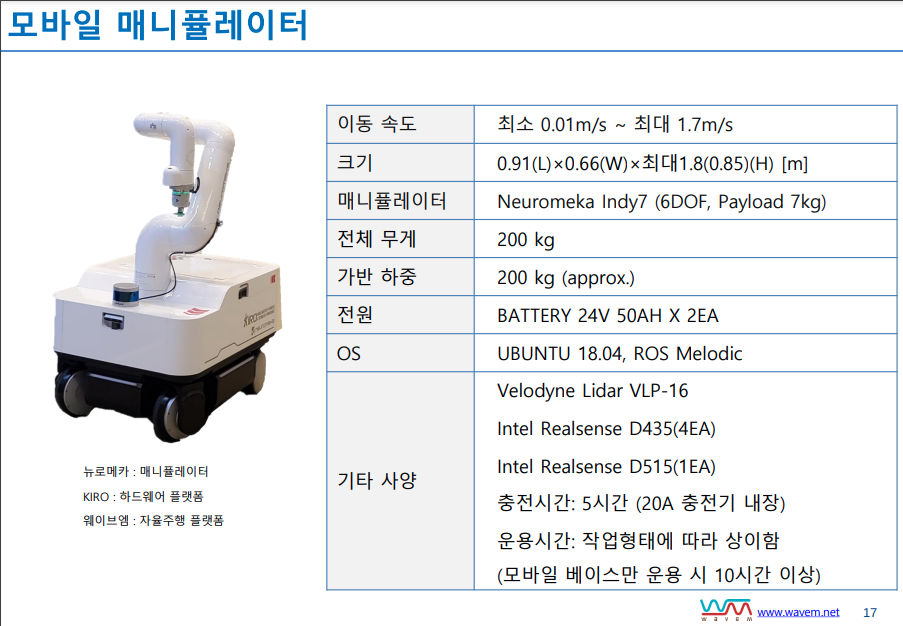 모바일 매니퓰레이터
이동 속도 최소 0.01m/s ~ 최대 1.7m/s
크기 0.91(L)×0.66(W)×최대1.8(0.85)(H) [m]
매니퓰레이터 Neuromeka Indy7 (6DOF, Payload 7kg)
전체 무게 200 kg
가반 하중 200 kg (approx.)
전원 BATTERY 24V 50AH X 2EA
OS UBUNTU 18.04, ROS Melodic
기타 사양
Velodyne Lidar VLP-16
Intel Realsense D435(4EA)
Intel Realsense D515(1EA)
충전시간: 5시간 (20A 충전기 내장)
운용시간: 작업형태에 따라 상이함
(모바일 베이스만 운용 시 10시간 이상)
KIRO
뉴로메카 : 매니퓰레이터
KIRO : 하드웨어 플랫폼
웨이브엠 : 자율주행 플랫폼
wavem
www.wavem.net
17